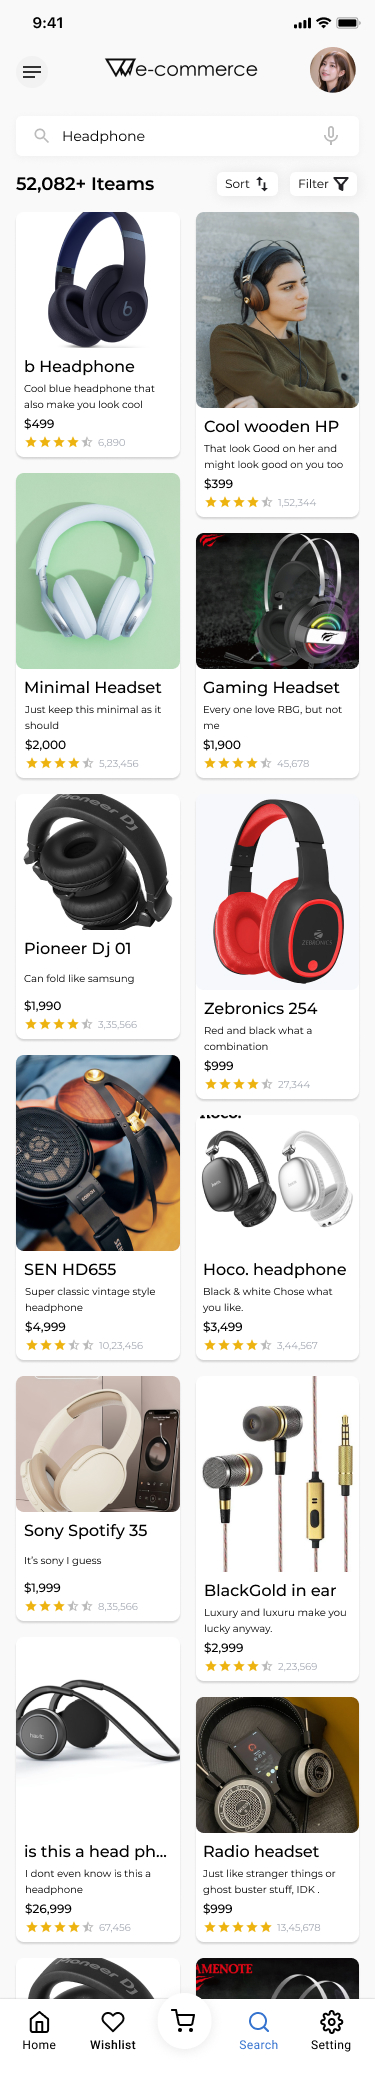 9:41
We-commerce
Headphone
52,082+ Iteams
Sort
Filter
b Headphone
Cool blue headphone that
also make you look cool
$499
6,890
Cool wooden HP
That look Good on her and
might look good on you too
$399
1,52,344
Minimal Headset
Just keep this minimal as it
should
$2,000
5,23,456
Gaming Headset
Every one love RBG, but not
me
$1,900
45,678
Pioneer Dj
Pioneer Dj 01
Can fold like samsung
$1,990
3,35,566
ZEBRONICS
Zebronics 254
Red and black what a
combination
$999
27,344
SEN HD655
Super classic vintage style
headphone
$4,999
10,23,456
hoco.
Hoco. headphone
Black & white Chose what
you like.
$3,499
3,44,567
Sony Spotify 35
It's sony I guess
$1,999
8,35,566
BlackGold in ear
Luxury and luxuru make you
lucky anyway.
$2,999
2,23,569
is this a head ph...
I dont even know is this a
headphone
$26,999
67,456
Radio headset
Just like stranger things or
ghost buster stuff, IDK .
$999
13,45,678
Pioneer Dj
AMENOTE
Home
Wishlist
Search
Setting